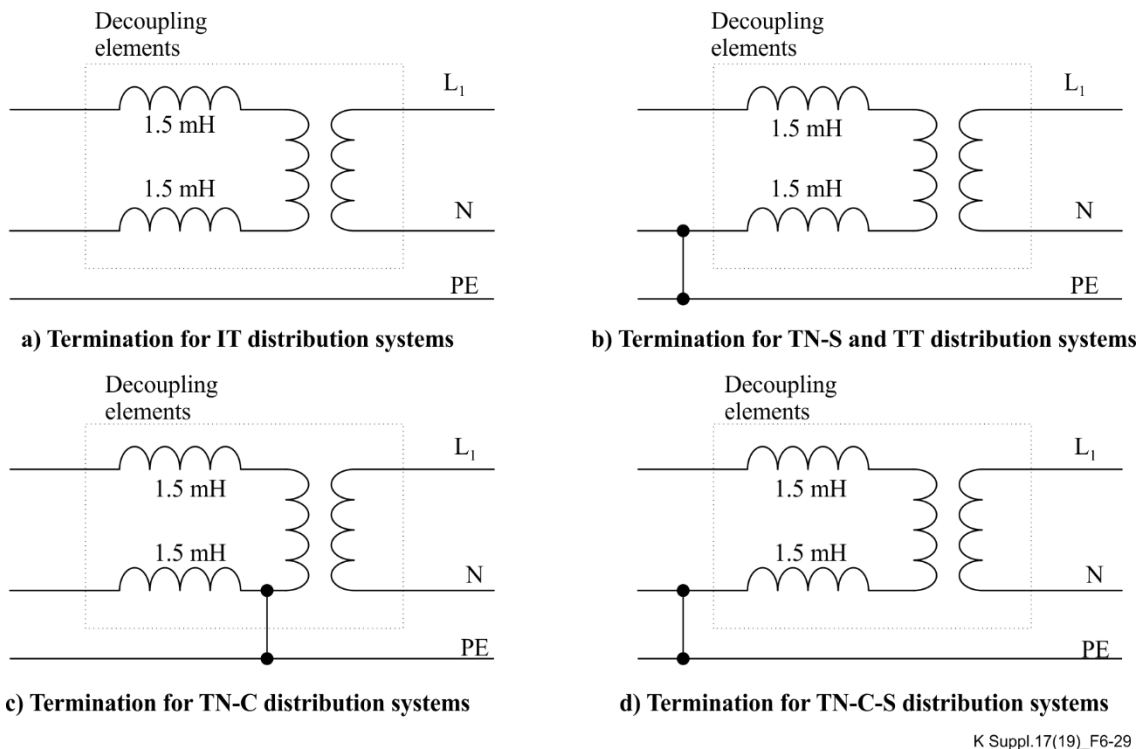 Decoupling
elements
L1
1.5 mH
1.5 mH
N
PE
a) Termination for IT distribution systems
Decoupling
elements
L1
1.5 mH
1.5 mH
N
PE
b) Termination for TN-S and TT distribution systems
Decoupling
elements
L1
1.5 mH
1.5 mH
N
PE
c) Termination for TN-C distribution systems
Decoupling
elements
L1
1.5 mH
1.5 mH
N
PE
d) Termination for TN-C-S distribution systems
K Suppl.17(19)_F6-29